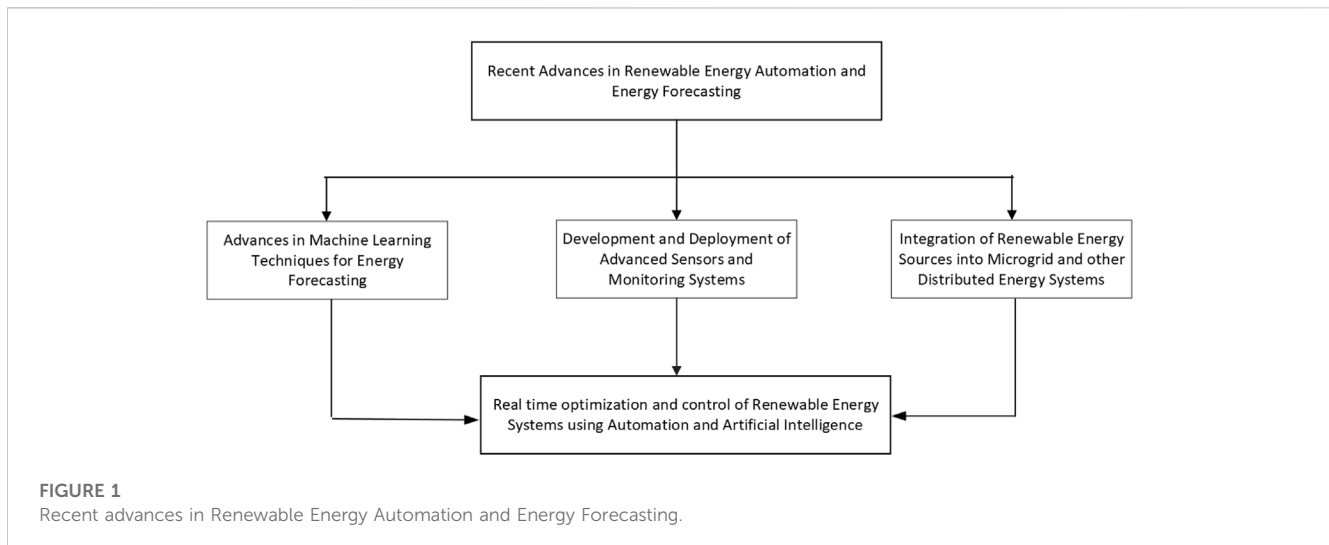 Recent Advances in Renewable Energy Automation and
Energy Forecasting
Advances in Machine Learning
Techniques for Energy
Forecasting
Development and Deployment of
Advanced Sensors and
Monitoring Systems
Integration of Renewable Energy
Sources into Microgrid and other
Distributed Energy Systems
Real time optimization and control of Renewable Energy
Systems using Automation and Artificial Intelligence
FIGURE 1
Recent advances in Renewable Energy Automation and Energy Forecasting.